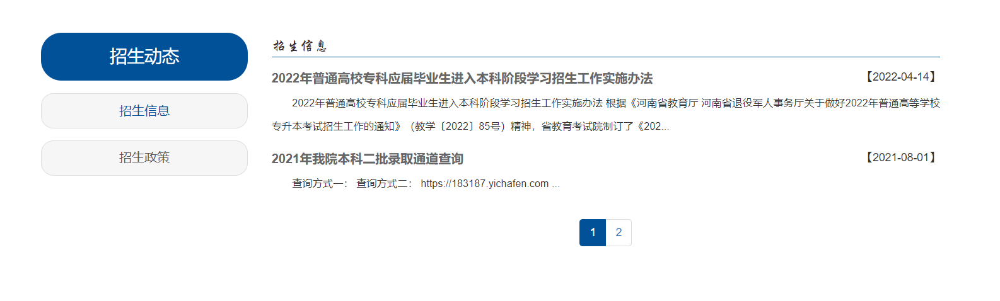 招生动态
招生信息
招生政策
招生信息
2022年普通高校专科应届毕业生进入本科阶段学习招生工作实施办法 【2022-04-14】
2022年普通高校专科应届毕业生进入本科阶段学习招生工作实施办法 根据《河南省教育厅 河南省退役军人事务厅关于做好2022年普通高等学校
专升本考试招生工作的通知》（教学〔2022〕85号）精神，省教育考试院制订了《202...
2021年我院本科二批录取通道查询 【2021-08-01】
查询方式一： 查询方式二： https://183187.yichafen.com ...
1 2